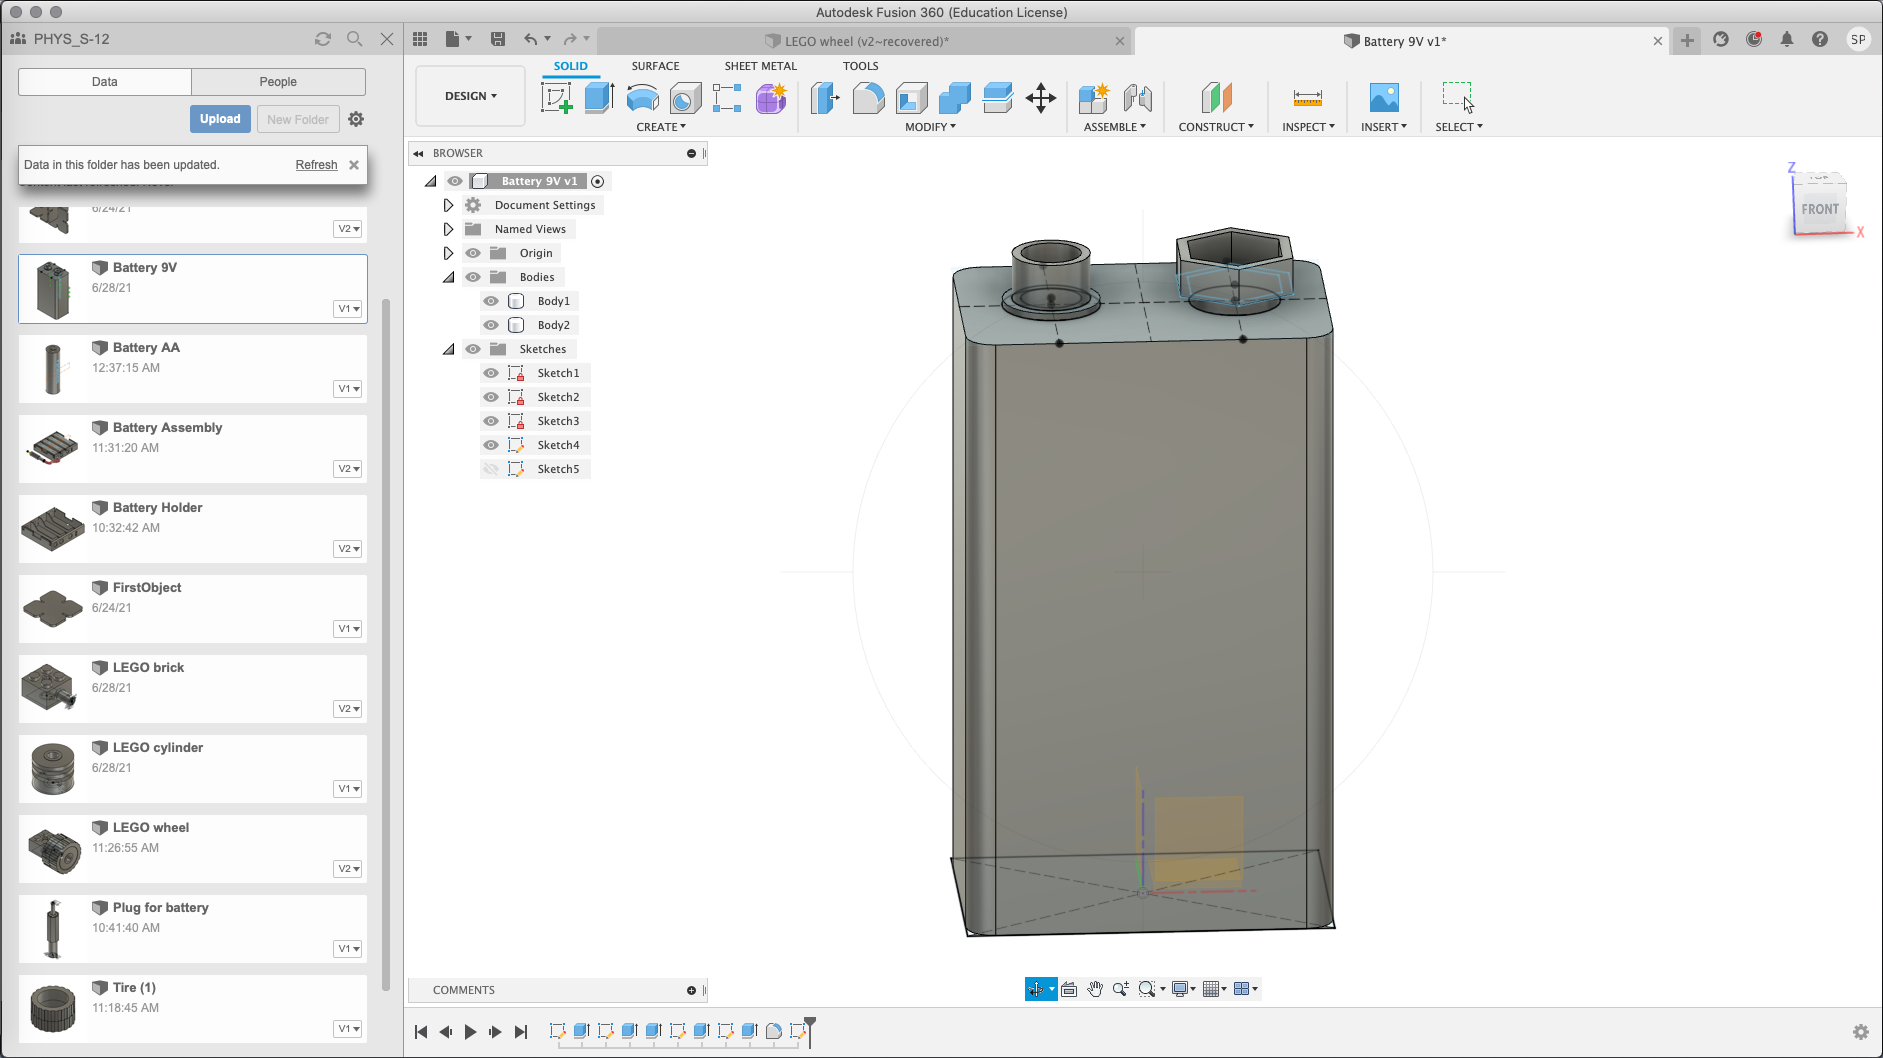 Autodesk Fusion 360 (Education License)
PHYS_S-12
LEGO wheel (v2~recovered)*
Battery 9V v1*
SP
Data
People
Upload
New Folder
Data in this folder has been updated.
Refresh
6/24/21
V2
Battery 9V
6/28/21
V1
Battery AA
12:37:15 AM
V1
Battery Assembly
11:31:20 AM
V2
Battery Holder
10:32:42 AM
V2
FirstObject
6/24/21
V1
LEGO brick
6/28/21
V2
LEGO cylinder
6/28/21
V1
LEGO wheel
11:26:55 AM
V2
Plug for battery
10:41:40 AM
V1
Tire (1)
11:18:45 AM
V1
DESIGN
SOLID
SURFACE
SHEET METAL
TOOLS
CREATE
MODIFY
ASSEMBLE
CONSTRUCT
INSPECT
INSERT
SELECT
BROWSER
Battery 9V v1
Document Settings
Named Views
Origin
Bodies
Body1
Body2
Sketches
Sketch1
Sketch2
Sketch3
Sketch4
Sketch5
Z
TOP
FRONT
X
COMMENTS